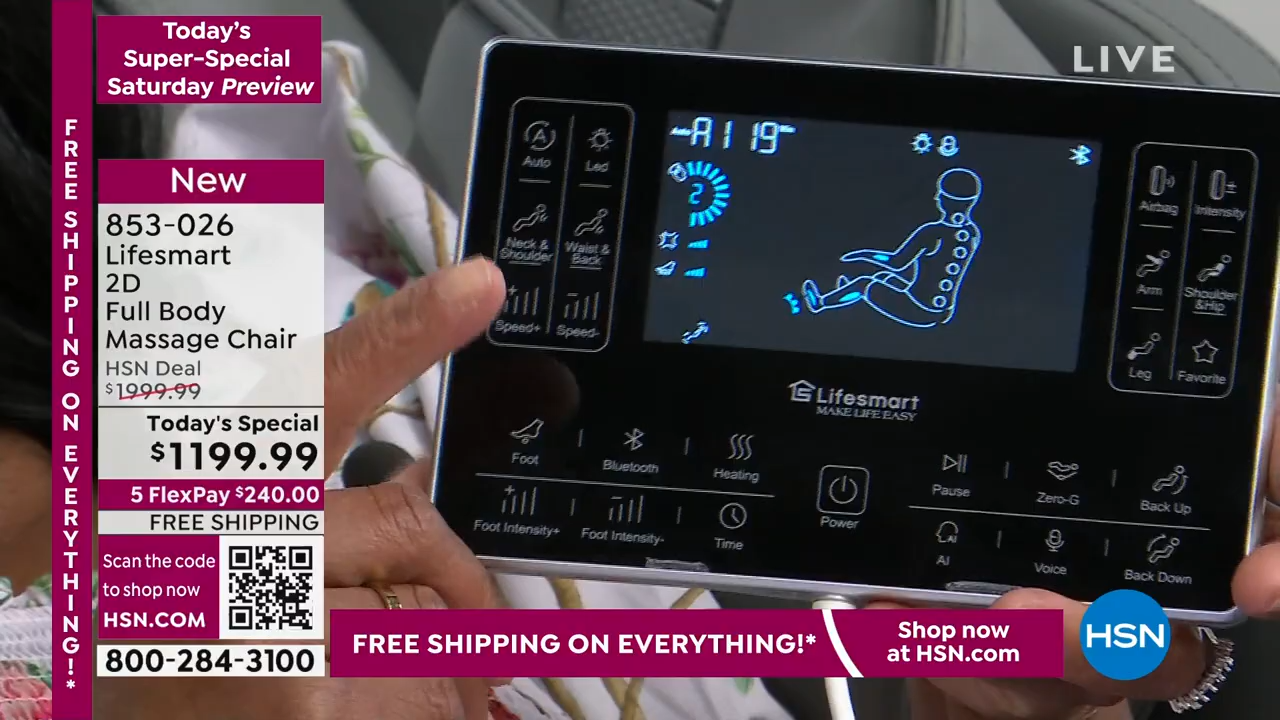 Today's
Super-Special
Saturday Preview
FREE SHIPPING ON EVERYTHING!*
New
853-026
Lifesmart
2D
Full Body
Massage Chair
HSN Deal
$1999.99
Today's Special
$1199.99
5 FlexPay $240.00
FREE SHIPPING
Scan the code
to shop now
HSN.COM
800-284-3100
LIVE
Auto
Led
Neck &
Shoulder
Waist &
Back
Speed+
Speed-
A1 19
2
8
Airbag
Intensity
Arm
Shoulder
&Hip
Leg
Favorite
Lifesmart
MAKE LIFE EASY
Foot
Bluetooth
Heating
Foot Intensity+
Foot Intensity-
Time
Power
Pause
Zero-G
Back Up
AI
AI
Voice
Back Down
FREE SHIPPING ON EVERYTHING!*
Shop now
at HSN.com
HSN